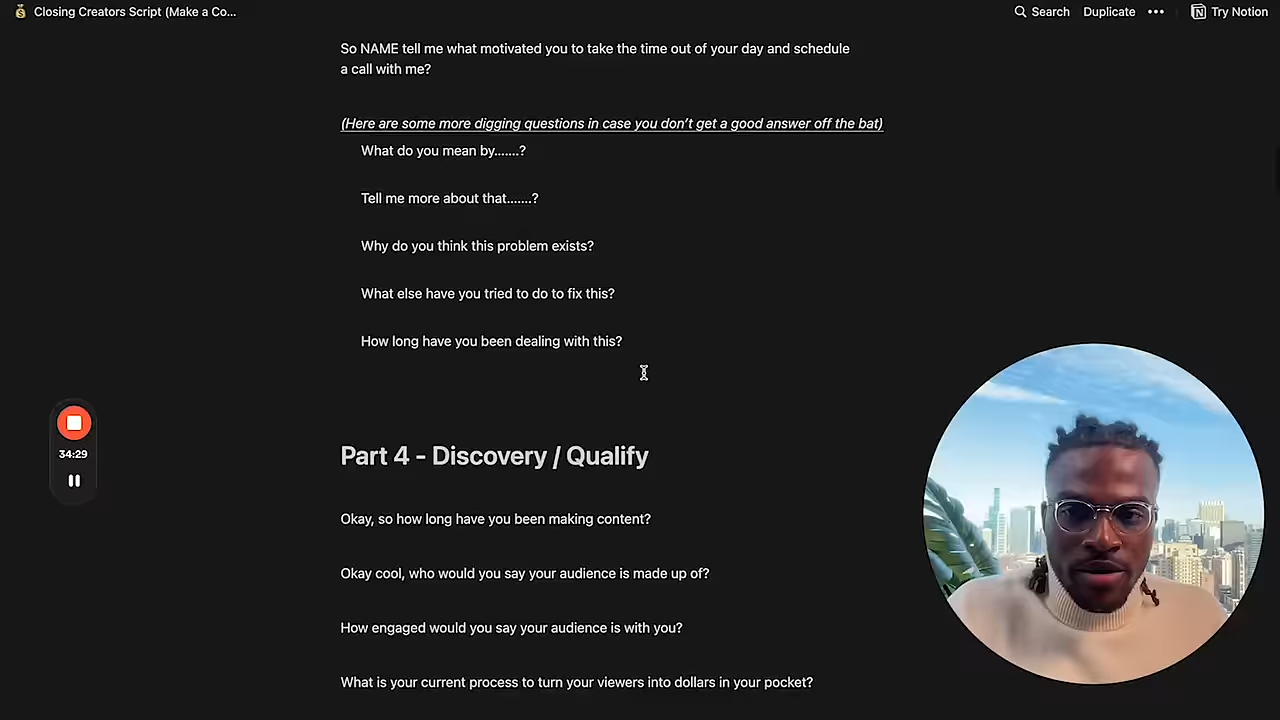 Closing Creators Script (Make a Co...
Search
Duplicate
Try Notion
So NAME tell me what motivated you to take the time out of your day and schedule
a call with me?
(Here are some more digging questions in case you don’t get a good answer off the bat)
What do you mean by.......?
Tell me more about that.......?
Why do you think this problem exists?
What else have you tried to do to fix this?
How long have you been dealing with this?
34:29
Part 4 - Discovery / Qualify
Okay, so how long have you been making content?
Okay cool, who would you say your audience is made up of?
How engaged would you say your audience is with you?
What is your current process to turn your viewers into dollars in your pocket?